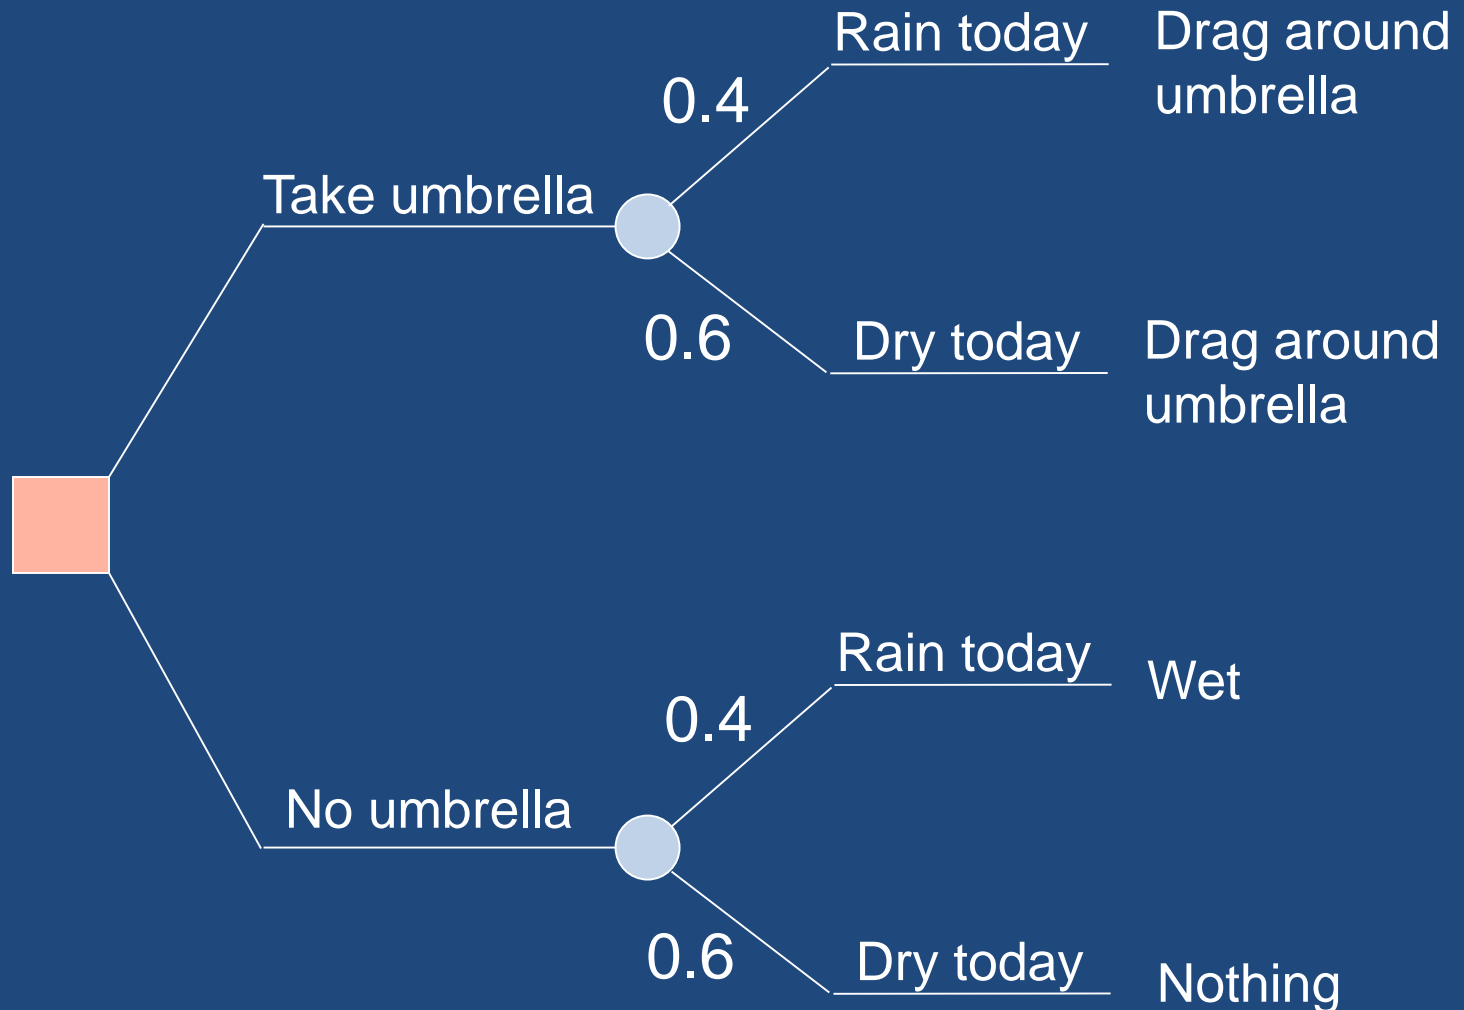 Rain today
Drag around
umbrella
0.4
Take umbrella
0.6
Dry today
Drag around
umbrella
Rain today
Wet
0.4
No umbrella
0.6
Dry today
Nothing